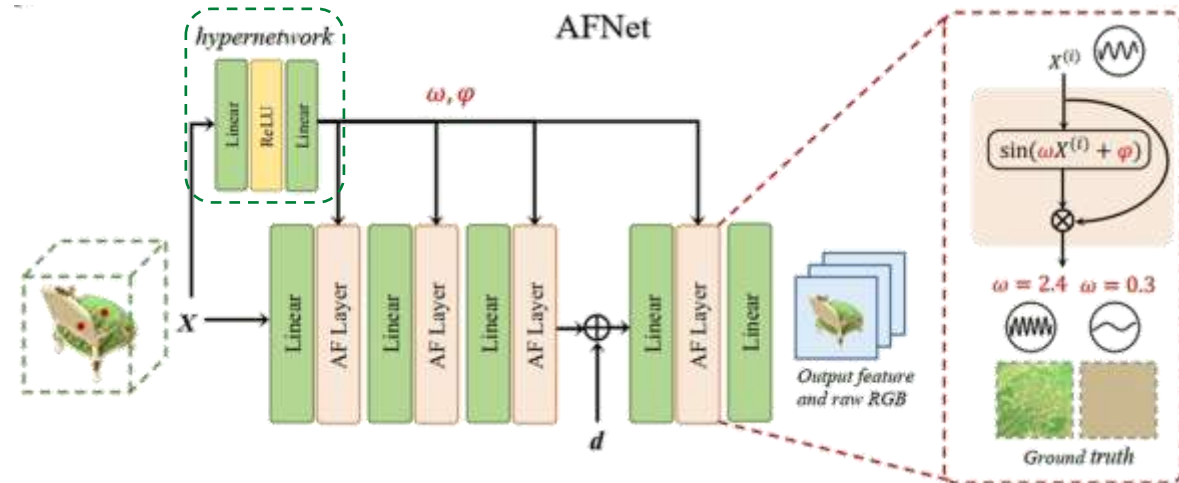 AFNet
hypernetwork
Linear
ReLU
Linear
ω, φ
X
Linear
AF Layer
Linear
AF Layer
Linear
AF Layer
d
Linear
AF Layer
Linear
Output feature
and raw RGB
X⁽ⁱ⁾
sin(ωX⁽ⁱ⁾ + φ)
ω = 2.4 ω = 0.3
Ground truth